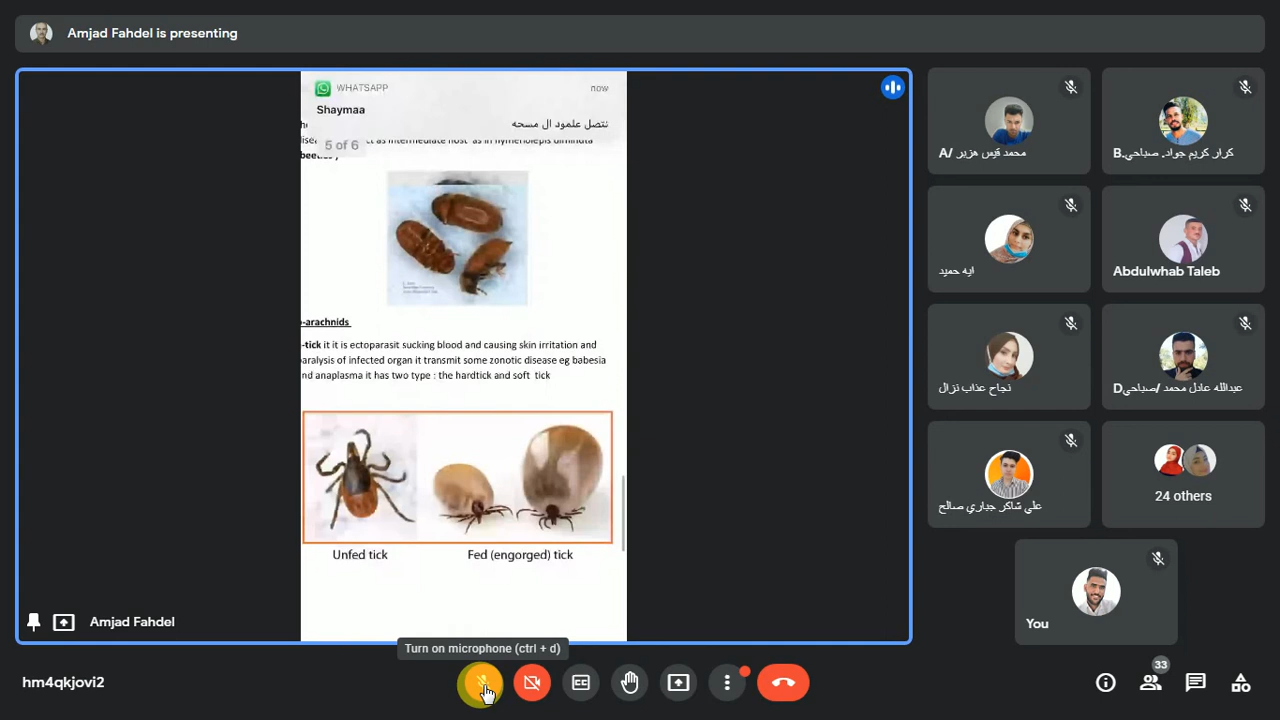 Amjad Fahdel is presenting
WHATSAPP
now
Shaymaa
نتصل علمود ال مسحه
5 of 6
as intermediate host as in hymenolepis diminuta
-arachnids
-tick it it is ectoparasit sucking blood and causing skin irritation and
aralysis of infected organ it transmit some zonotic disease eg babesia
nd anaplasma it has two type : the hardtick and soft tick
Unfed tick
Fed (engorged) tick
Amjad Fahdel
Turn on microphone (ctrl + d)
hm4qkjovi2
CC
A/ محمد قيس هزبر
B.كرار كريم جواد. صباحي
ايه حميد
Abdulwhab Taleb
نجاح عذاب نزال
Dعبدالله عادل محمد /صباحي
علي شاكر جباري صالح
24 others
You
33